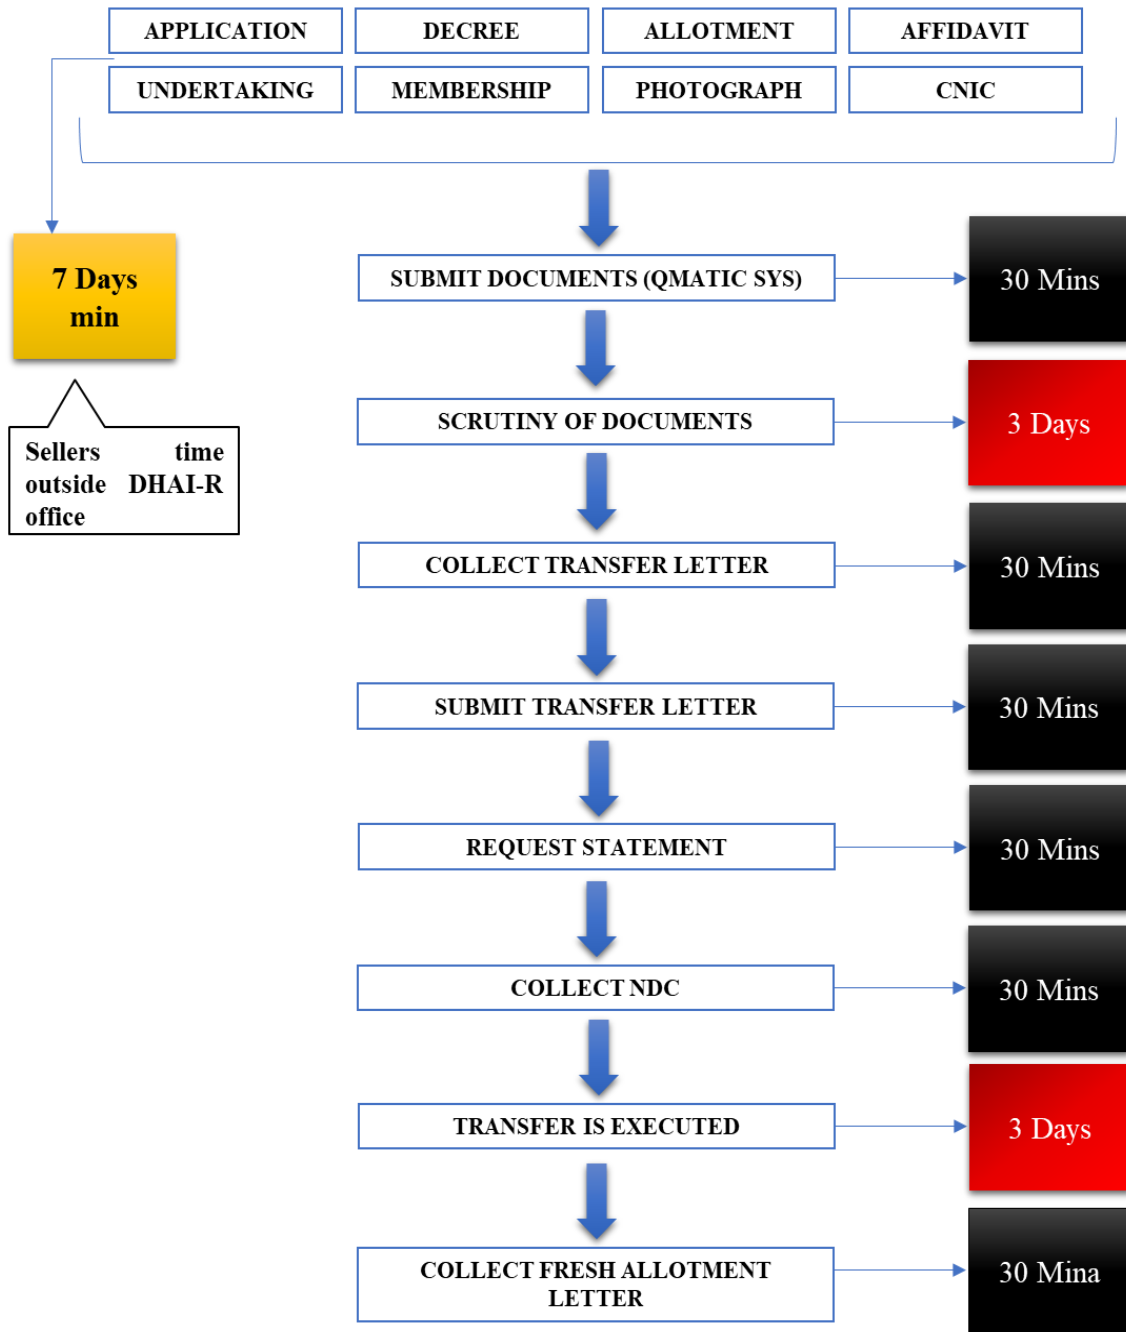 APPLICATION
DECREE
ALLOTMENT
AFFIDAVIT
UNDERTAKING
MEMBERSHIP
PHOTOGRAPH
CNIC
7 Days
min
Sellers time
outside DHAI-R
office
SUBMIT DOCUMENTS (QMATIC SYS)
30 Mins
SCRUTINY OF DOCUMENTS
3 Days
COLLECT TRANSFER LETTER
30 Mins
SUBMIT TRANSFER LETTER
30 Mins
REQUEST STATEMENT
30 Mins
COLLECT NDC
30 Mins
TRANSFER IS EXECUTED
3 Days
COLLECT FRESH ALLOTMENT
LETTER
30 Mina